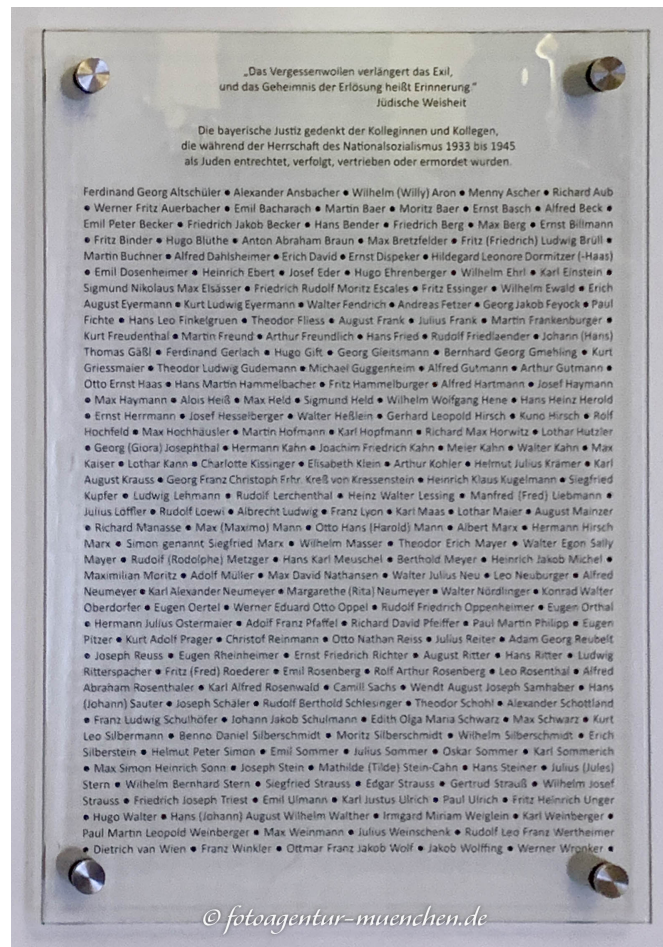 „Das Vergessenwollen verlängert das Exil,
und das Geheimnis der Erlösung heißt Erinnerung.“
Jüdische Weisheit
Die bayerische Justiz gedenkt der Kolleginnen und Kollegen,
die während der Herrschaft des Nationalsozialismus 1933 bis 1945
als Juden entrechtet, verfolgt, vertrieben oder ermordet wurden.
Ferdinand Georg Altschüler • Alexander Ansbacher • Wilhelm (Willy) Aron • Menny Ascher • Richard Aub
• Werner Fritz Auerbacher • Emil Bacharach • Martin Baer • Moritz Baer • Ernst Basch • Alfred Beck •
Emil Peter Becker • Friedrich Jakob Becker • Hans Bender • Friedrich Berg • Max Berg • Ernst Billmann
• Fritz Binder • Hugo Blüthe • Anton Abraham Braun • Max Bretzfelder • Fritz (Friedrich) Ludwig Brüll •
Martin Buchner • Alfred Dahlsheimer • Erich David • Ernst Dispeker • Hildegard Leonore Dormitzer (-Haas)
• Emil Dosenheimer • Heinrich Ebert • Josef Eder • Hugo Ehrenberger • Wilhelm Ehrl • Karl Einstein •
Sigmund Nikolaus Max Elsässer • Friedrich Rudolf Moritz Escales • Fritz Essinger • Wilhelm Ewald • Erich
August Eyermann • Kurt Ludwig Eyermann • Walter Fendrich • Andreas Fetzer • Georg Jakob Feyock • Paul
Fichte • Hans Leo Finkelgruen • Theodor Fliess • August Frank • Julius Frank • Martin Frankenburger •
Kurt Freudenthal • Martin Freund • Arthur Freundlich • Hans Fried • Rudolf Friedlaender • Johann (Hans)
Thomas Gäßl • Ferdinand Gerlach • Hugo Gift • Georg Gleitsmann • Bernhard Georg Gmehling • Kurt
Griessmaier • Theodor Ludwig Gudemann • Michael Guggenheim • Alfred Gutmann • Arthur Gutmann •
Otto Ernst Haas • Hans Martin Hammelbacher • Fritz Hammelburger • Alfred Hartmann • Josef Haymann
• Max Haymann • Alois Heiß • Max Held • Sigmund Held • Wilhelm Wolfgang Hene • Hans Heinz Herold
• Ernst Herrmann • Josef Hesselberger • Walter Heßlein • Gerhard Leopold Hirsch • Kuno Hirsch • Rolf
Hochfeld • Max Hochhäusler • Martin Hofmann • Karl Hopfmann • Richard Max Horwitz • Lothar Hutzler
• Georg (Giora) Josephthal • Hermann Kahn • Joachim Friedrich Kahn • Meier Kahn • Walter Kahn • Max
Kaiser • Lothar Kann • Charlotte Kissinger • Elisabeth Klein • Arthur Kohler • Helmut Julius Krämer • Karl
August Krauss • Georg Franz Christoph Frhr. Kreß von Kressenstein • Heinrich Klaus Kugelmann • Siegfried
Kupfer • Ludwig Lehmann • Rudolf Lerchenthal • Heinz Walter Lessing • Manfred (Fred) Liebmann •
Julius Löffler • Rudolf Loewi • Albrecht Ludwig • Franz Lyon • Karl Maas • Lothar Maier • August Mainzer
• Richard Manasse • Max (Maximo) Mann • Otto Hans (Harold) Mann • Albert Marx • Hermann Hirsch
Marx • Simon genannt Siegfried Marx • Wilhelm Masser • Theodor Erich Mayer • Walter Egon Sally
Mayer • Rudolf (Rodolphe) Metzger • Hans Karl Meuschel • Berthold Meyer • Heinrich Jakob Michel •
Maximilian Moritz • Adolf Müller • Max David Nathansen • Walter Julius Neu • Leo Neuburger • Alfred
Neumeyer • Karl Alexander Neumeyer • Margarethe (Rita) Neumeyer • Walter Nördlinger • Konrad Walter
Oberdorfer • Eugen Oertel • Werner Eduard Otto Oppel • Rudolf Friedrich Oppenheimer • Eugen Orthal
• Hermann Julius Ostermaier • Adolf Franz Pfaffel • Richard David Pfeiffer • Paul Martin Philipp • Eugen
Pitzer • Kurt Adolf Prager • Christof Reinmann • Otto Nathan Reiss • Julius Reiter • Adam Georg Reubelt
• Joseph Reuss • Eugen Rheinheimer • Ernst Friedrich Richter • August Ritter • Hans Ritter • Ludwig
Ritterspacher • Fritz (Fred) Roederer • Emil Rosenberg • Rolf Arthur Rosenberg • Leo Rosenthal • Alfred
Abraham Rosenthaler • Karl Alfred Rosenwald • Camill Sachs • Wendt August Joseph Samhaber • Hans
(Johann) Sauter • Joseph Schäler • Rudolf Berthold Schlesinger • Theodor Schohl • Alexander Schottland
• Franz Ludwig Schulhöfer • Johann Jakob Schulmann • Edith Olga Maria Schwarz • Max Schwarz • Kurt
Leo Silbermann • Benno Daniel Silberschmidt • Moritz Silberschmidt • Wilhelm Silberschmidt • Erich
Silberstein • Helmut Peter Simon • Emil Sommer • Julius Sommer • Oskar Sommer • Karl Sommerich
• Max Simon Heinrich Sonn • Joseph Stein • Mathilde (Tilde) Stein-Cahn • Hans Steiner • Julius (Jules)
Stern • Wilhelm Bernhard Stern • Siegfried Strauss • Edgar Strauss • Gertrud Strauß • Wilhelm Josef
Strauss • Friedrich Joseph Triest • Emil Ulmann • Karl Justus Ulrich • Paul Ulrich • Fritz Heinrich Unger
• Hugo Walter • Hans (Johann) August Wilhelm Walther • Irmgard Miriam Weiglein • Karl Weinberger •
Paul Martin Leopold Weinberger • Max Weinmann • Julius Weinschenk • Rudolf Leo Franz Wertheimer
• Dietrich van Wien • Franz Winkler • Ottmar Franz Jakob Wolf • Jakob Wolffing • Werner Wronker •
© fotoagentur-muenchen.de